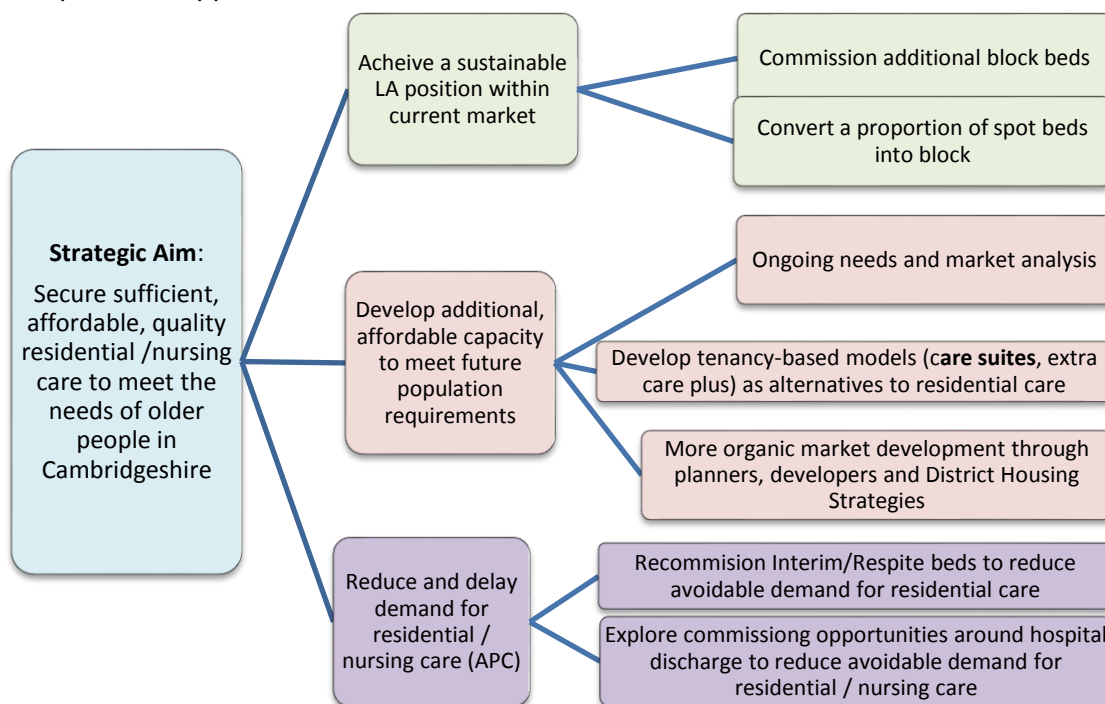 Strategic Aim:
Secure sufficient,
affordable, quality
residential /nursing
care to meet the
needs of older
people in
Cambridgeshire
Acheive a sustainable
LA position within
current market
Commission additional block beds
Convert a proportion of spot beds
into block
Develop additional,
affordable capacity
to meet future
population
requirements
Ongoing needs and market analysis
Develop tenancy-based models (care suites, extra
care plus) as alternatives to residential care
More organic market development through
planners, developers and District Housing
Strategies
Reduce and delay
demand for
residential /
nursing care (APC)
Recommision Interim/Respite beds to reduce
avoidable demand for residential care
Explore commissiong opportunities around hospital
discharge to reduce avoidable demand for
residential / nursing care